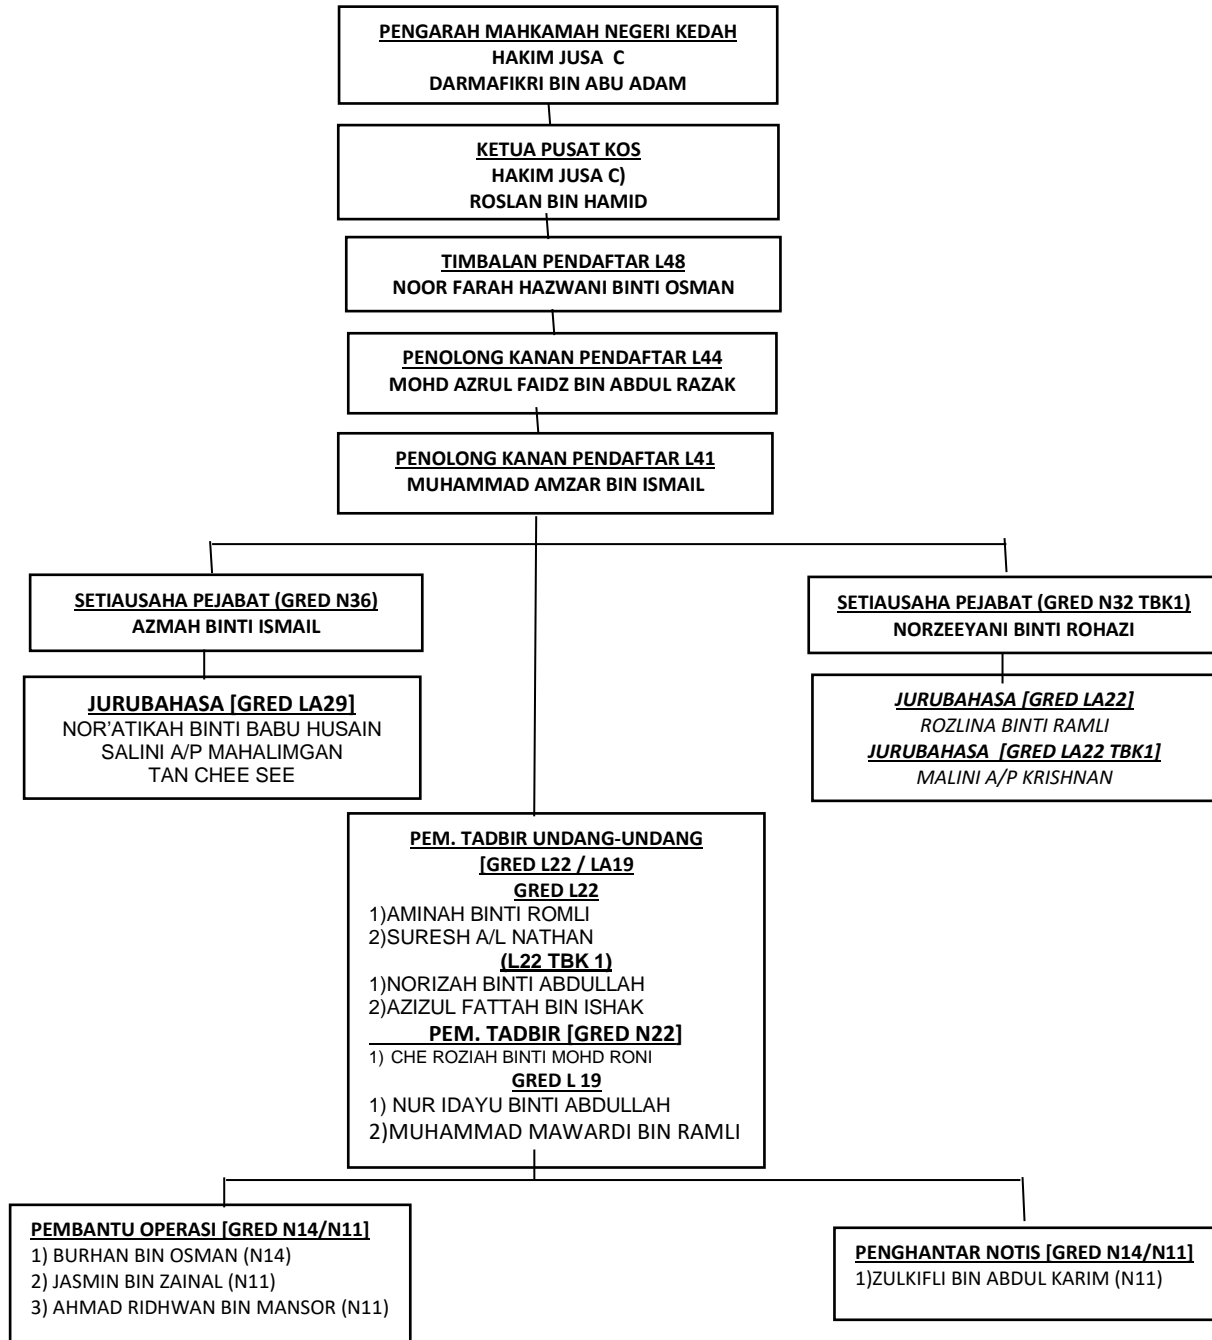 PENGARAH MAHKAMAH NEGERI KEDAH
HAKIM JUSA C
DARMAFIKRI BIN ABU ADAM
KETUA PUSAT KOS
HAKIM JUSA C)
ROSLAN BIN HAMID
TIMBALAN PENDAFTAR L48
NOOR FARAH HAZWANI BINTI OSMAN
PENOLONG KANAN PENDAFTAR L44
MOHD AZRUL FAIDZ BIN ABDUL RAZAK
PENOLONG KANAN PENDAFTAR L41
MUHAMMAD AMZAR BIN ISMAIL
SETIAUSAHA PEJABAT (GRED N36)
AZMAH BINTI ISMAIL
SETIAUSAHA PEJABAT (GRED N32 TBK1)
NORZEEYANI BINTI ROHAZI
JURUBAHASA [GRED LA29]
NOR'ATIKAH BINTI BABU HUSAIN
SALINI A/P MAHALIMGAN
TAN CHEE SEE
JURUBAHASA [GRED LA22]
ROZLINA BINTI RAMLI
JURUBAHASA [GRED LA22 TBK1]
MALINI A/P KRISHNAN
PEM. TADBIR UNDANG-UNDANG
[GRED L22 / LA19
GRED L22
1)AMINAH BINTI ROMLI
2)SURESH A/L NATHAN
(L22 TBK 1)
1)NORIZAH BINTI ABDULLAH
2)AZIZUL FATTAH BIN ISHAK
PEM. TADBIR [GRED N22]
1) CHE ROZIAH BINTI MOHD RONI
GRED L 19
1) NUR IDAYU BINTI ABDULLAH
2)MUHAMMAD MAWARDI BIN RAMLI
PEMBANTU OPERASI [GRED N14/N11]
1) BURHAN BIN OSMAN (N14)
2) JASMIN BIN ZAINAL (N11)
3) AHMAD RIDHWAN BIN MANSOR (N11)
PENGHANTAR NOTIS [GRED N14/N11]
1)ZULKIFLI BIN ABDUL KARIM (N11)